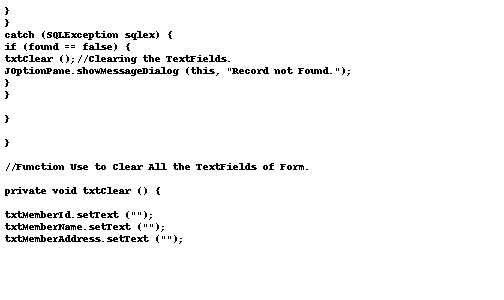 }
}
catch (SQLException sqlex) {
if (found == false) {
txtClear ();//Clearing the TextFields.
JOptionPane.showMessageDialog (this, "Record not Found.");
}
}
}
}
//Function Use to Clear All the TextFields of Form.
private void txtClear () {
txtMemberId.setText ("");
txtMemberName.setText ("");
txtMemberAddress.setText ("");